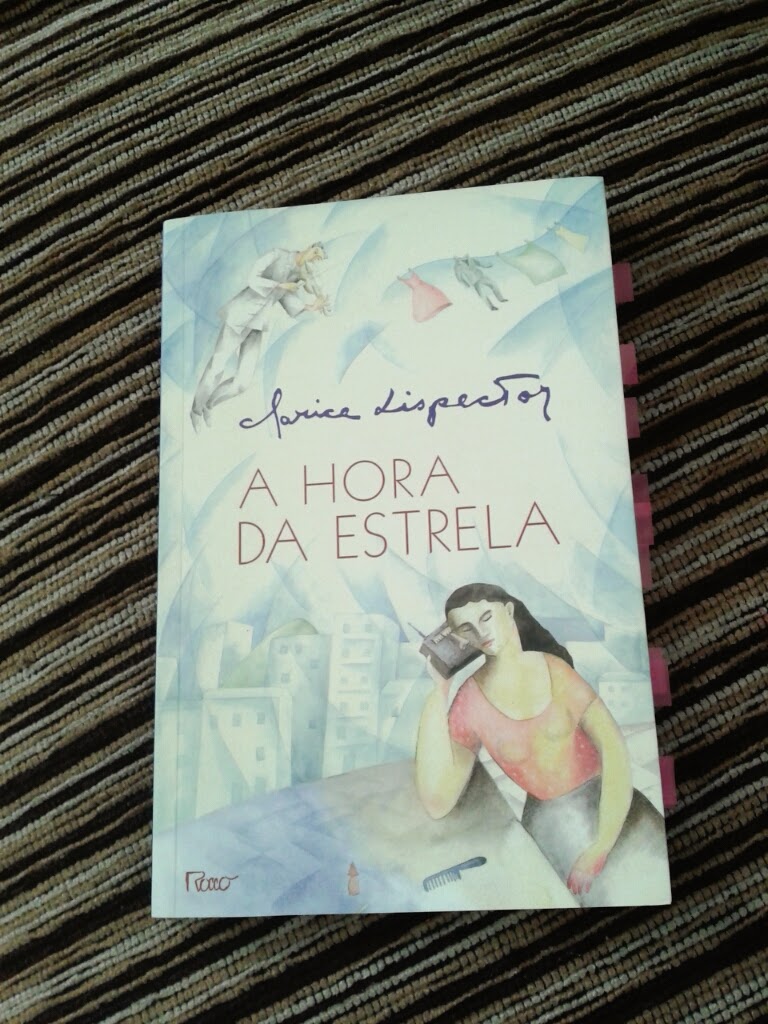 Clarice Lispector
A HORA
DA ESTRELA
Rocco